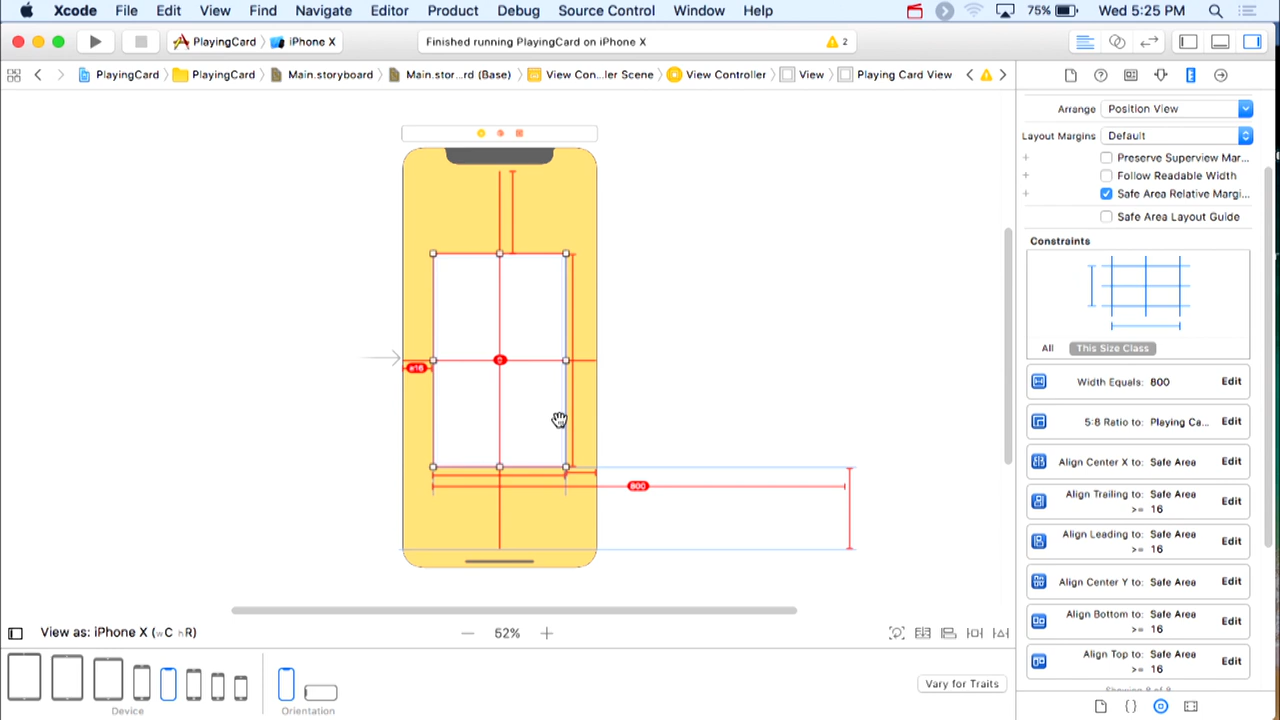 Xcode File Edit View Find Navigate Editor Product Debug Source Control Window Help 75% Wed 5:25 PM
PlayingCard iPhone X Finished running PlayingCard on iPhone X 2
PlayingCard PlayingCard Main.storyboard Main.stor...rd (Base) View Con...ler Scene View Controller View Playing Card View
Arrange Position View
Layout Margins Default
Preserve Superview Mar...
Follow Readable Width
Safe Area Relative Margi...
Safe Area Layout Guide
Constraints
All This Size Class
Width Equals: 800 Edit
5:8 Ratio to: Playing Ca... Edit
Align Center X to: Safe Area Edit
Align Trailing to: Safe Area
>= 16 Edit
Align Leading to: Safe Area
>= 16 Edit
Align Center Y to: Safe Area Edit
Align Bottom to: Safe Area
>= 16 Edit
Align Top to: Safe Area
>= 16 Edit
0
≥16
800
View as: iPhone X (wC hR) 52%
Device Orientation Vary for Traits